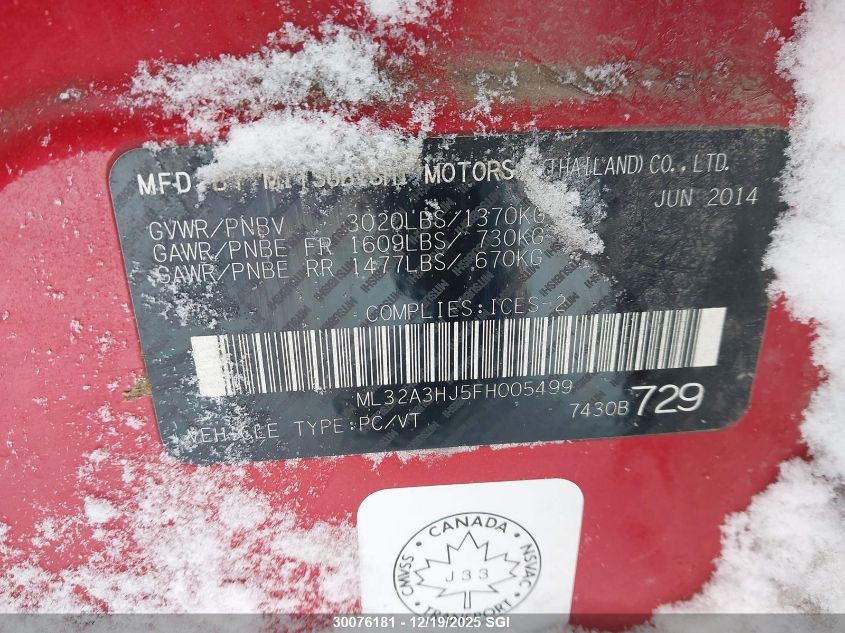 MFD BY MITSUBISHI MOTORS (THAILAND) CO.,LTD.
JUN 2014
GVWR/PNBV 3020LBS/1370KG
GAWR/PNBE FR 1609LBS/ 730KG
GAWR/PNBE RR 1477LBS/ 670KG
COMPLIES:ICES-2
ML32A3HJ5FH005499
7430B 729
VEHICLE TYPE:PC/VT
CANADA
CMVSS
NSVAC
J33
TRANSPORT
30076181 - 12/19/2025 SGI